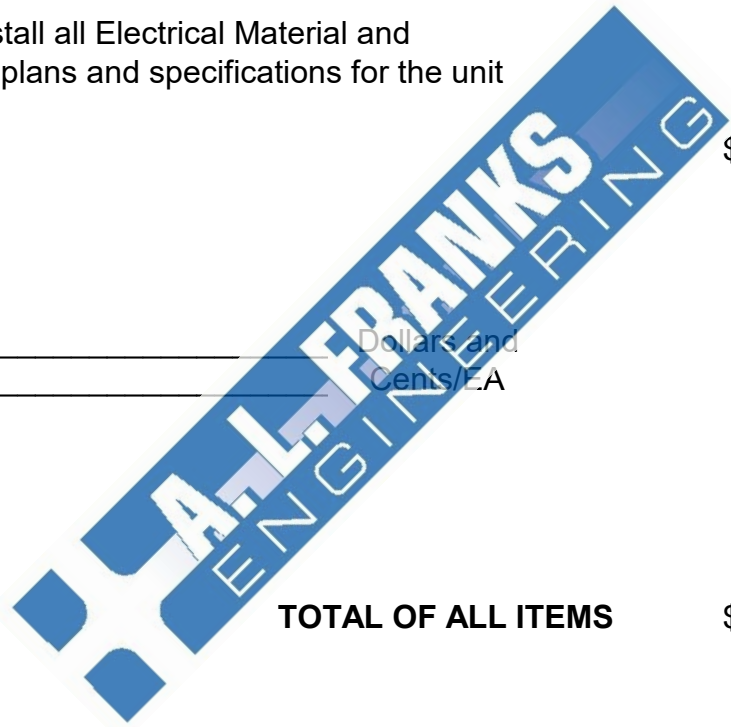 stall all Electrical Material and
plans and specifications for the unit
$
Dollars and
Cents/EA
A. L. FRANKS
ENGINEERING
TOTAL OF ALL ITEMS $